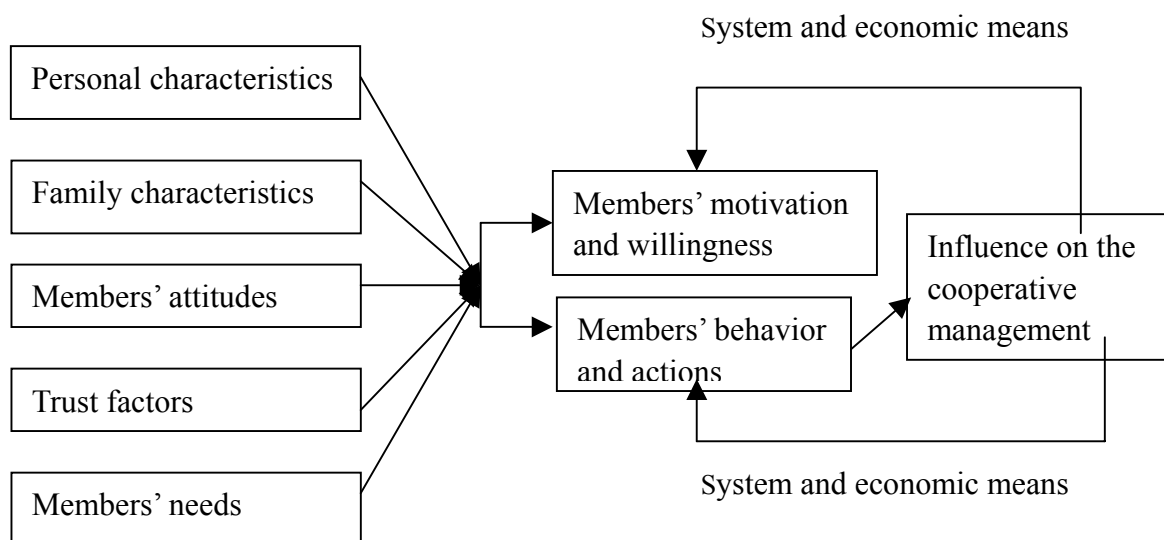 System and economic means
Personal characteristics
Family characteristics
Members’ attitudes
Trust factors
Members’ needs
Members’ motivation
and willingness
Members’ behavior
and actions
Influence on the
cooperative
management
System and economic means